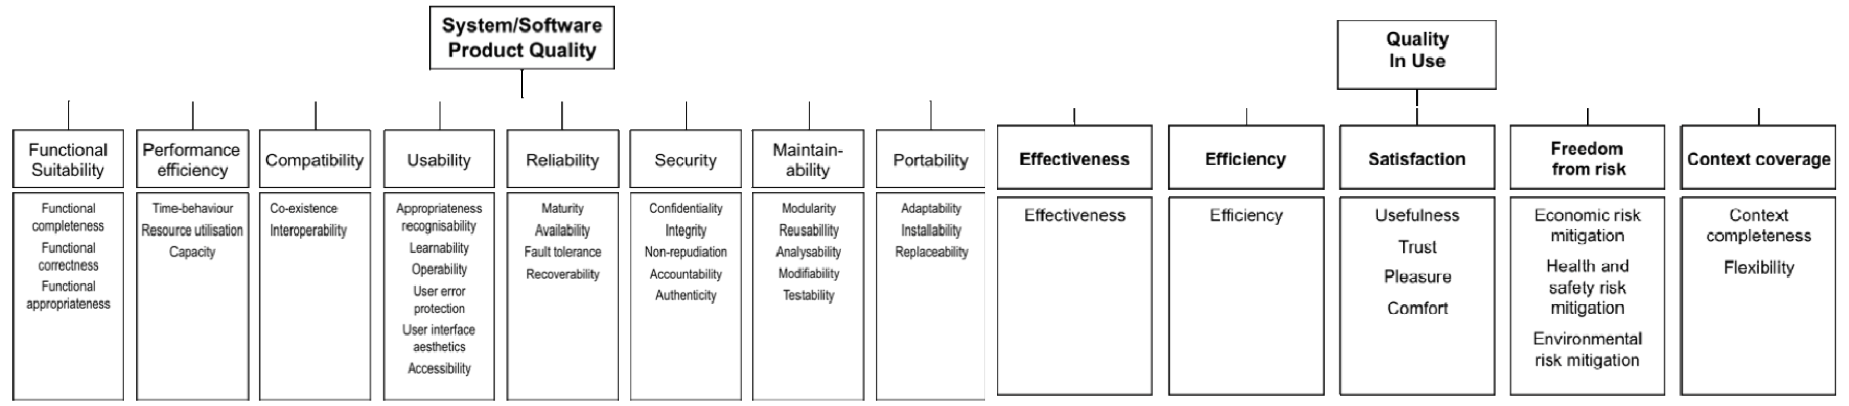 System/Software
Product Quality
Functional
Suitability
Functional
completeness
Functional
correctness
Functional
appropriateness
Performance
efficiency
Time-behaviour
Resource utilisation
Capacity
Compatibility
Co-existence
Interoperability
Usability
Appropriateness
recognisability
Learnability
Operability
User error
protection
User interface
aesthetics
Accessibility
Reliability
Maturity
Availability
Fault tolerance
Recoverability
Security
Confidentiality
Integrity
Non-repudiation
Accountability
Authenticity
Maintain-
ability
Modularity
Reusability
Analysability
Modifiability
Testability
Portability
Adaptability
Installability
Replaceability
Quality
In Use
Effectiveness
Effectiveness
Efficiency
Efficiency
Satisfaction
Usefulness
Trust
Pleasure
Comfort
Freedom
from risk
Economic risk
mitigation
Health and
safety risk
mitigation
Environmental
risk mitigation
Context coverage
Context
completeness
Flexibility